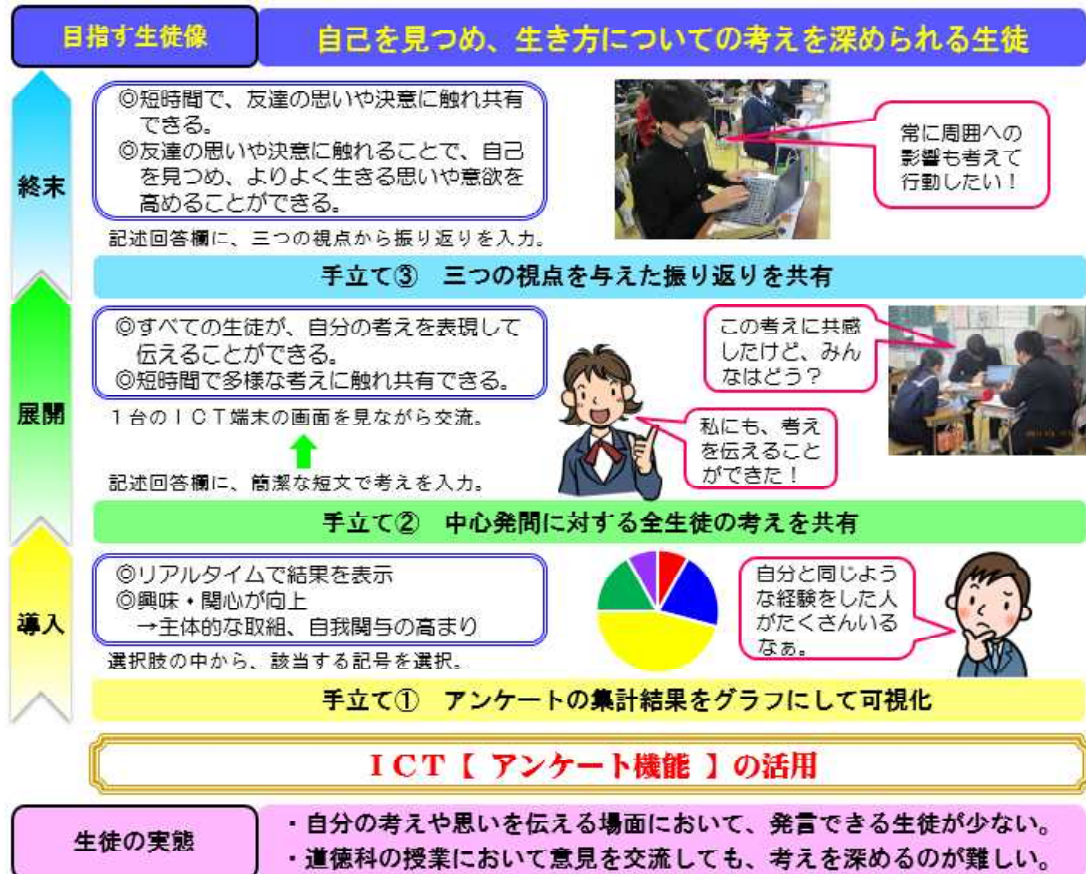 目指す生徒像
自己を見つめ、生き方についての考えを深められる生徒
終末
◎短時間で、友達の思いや決意に触れ共有
できる。
◎友達の思いや決意に触れることで、自己
を見つめ、よりよく生きる思いや意欲を
高めることができる。
記述回答欄に、三つの視点から振り返りを入力。
常に周囲への
影響も考えて
行動したい！
手立て③　三つの視点を与えた振り返りを共有
展開
◎すべての生徒が、自分の考えを表現して
伝えることができる。
◎短時間で多様な考えに触れ共有できる。
１台のＩＣＴ端末の画面を見ながら交流。
記述回答欄に、簡潔な短文で考えを入力。
この考えに共感
したけど、みん
なはどう？
私にも、考え
を伝えること
ができた！
手立て②　中心発問に対する全生徒の考えを共有
導入
◎リアルタイムで結果を表示
◎興味・関心が向上
→主体的な取組、自我関与の高まり
選択肢の中から、該当する記号を選択。
自分と同じよう
な経験をした人
がたくさんいる
なぁ。
手立て①　アンケートの集計結果をグラフにして可視化
ＩＣＴ【 アンケート機能 】の活用
生徒の実態
・自分の考えや思いを伝える場面において、発言できる生徒が少ない。
・道徳科の授業において意見を交流しても、考えを深めるのが難しい。